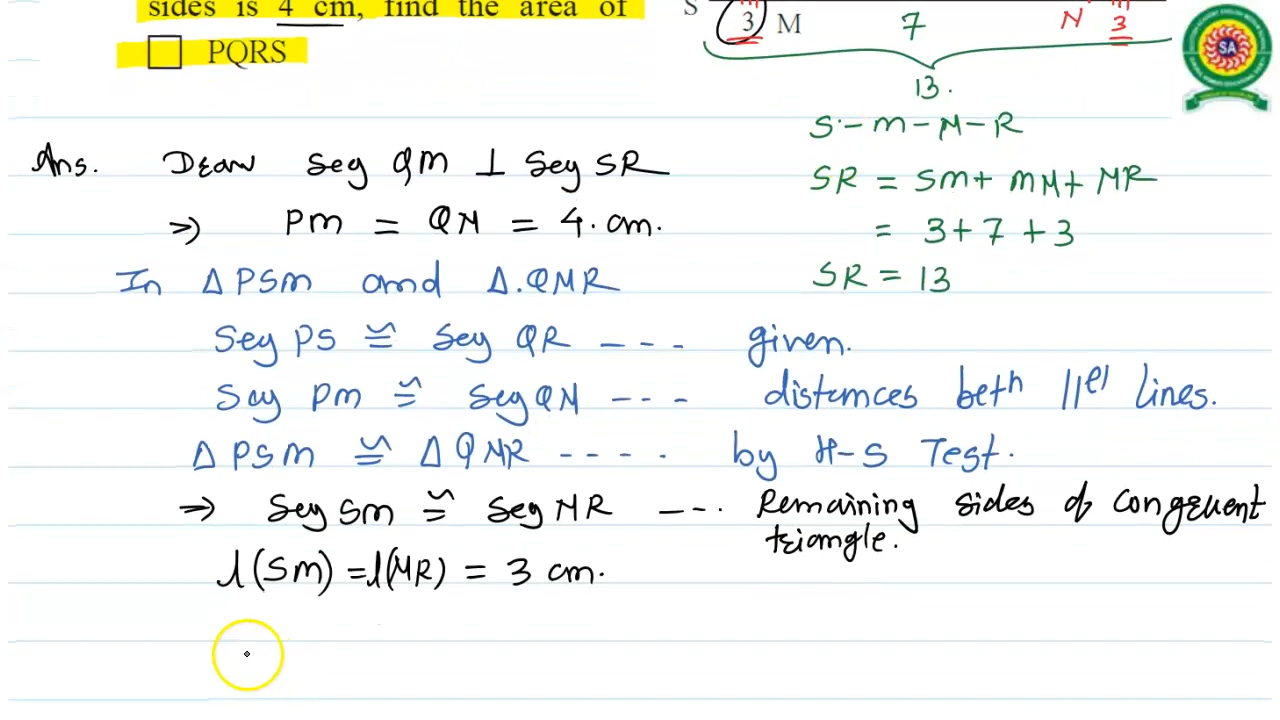 sides is 4 cm, find the area of
□ PQRS
S 3 M 7 N 3
13.
S - M - N - R
SR = SM + MN + NR
= 3 + 7 + 3
SR = 13
Ans. Draw seg QN ⊥ seg SR
⇒ PM = QN = 4 cm.
In Δ PSM and Δ QNR
Seg PS ≅ Seg QR --- given.
Seg PM ≅ Seg QN --- distances betn ||el lines.
Δ PSM ≅ Δ QNR ---- by H-S Test.
⇒ Seg SM ≅ seg NR --- Remaining sides of congruent
triangle.
l(SM) = l(NR) = 3 cm.
SA